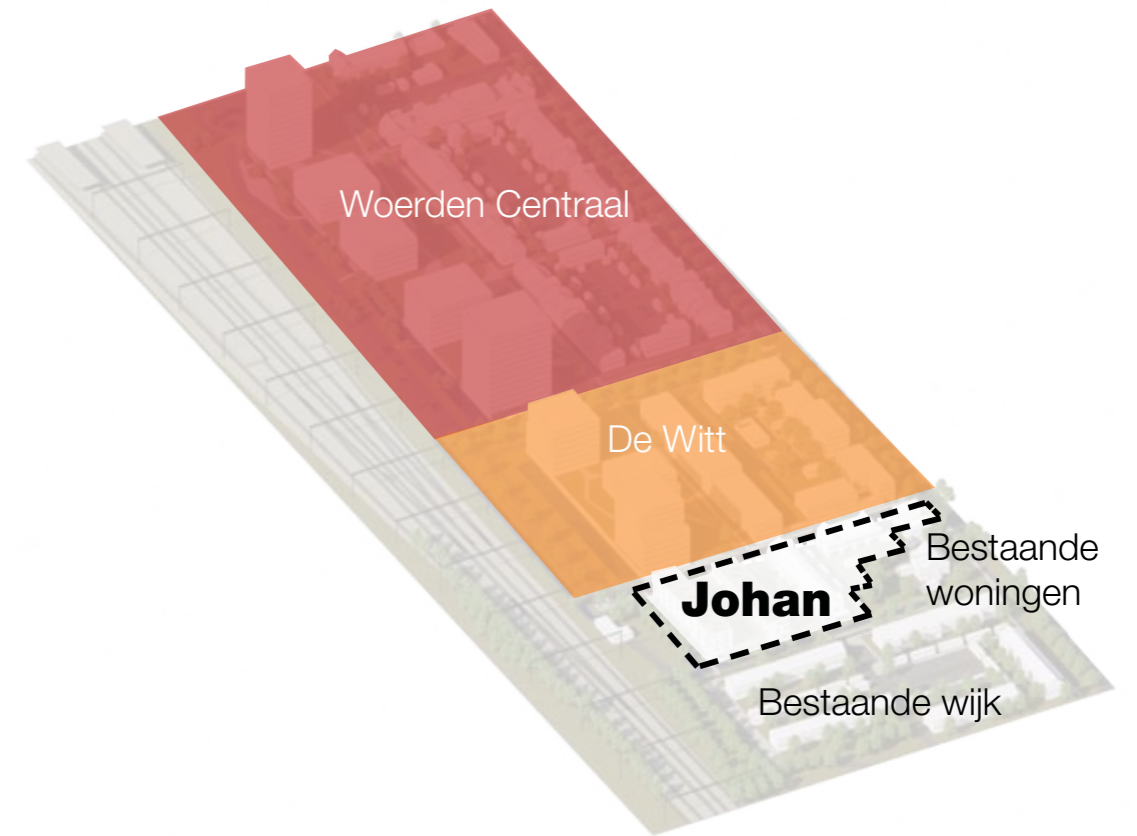 Woerden Centraal
De Witt
Bestaande
woningen
Johan
Bestaande wijk